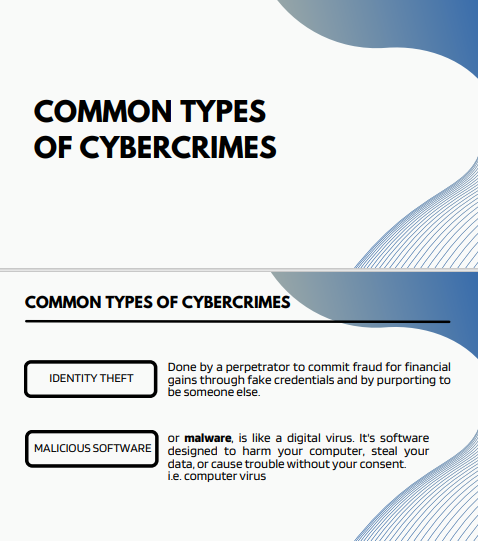 COMMON TYPES
OF CYBERCRIMES
COMMON TYPES OF CYBERCRIMES
IDENTITY THEFT
Done by a perpetrator to commit fraud for financial
gains through fake credentials and by purporting to
be someone else.
MALICIOUS SOFTWARE
or malware, is like a digital virus. It's software
designed to harm your computer, steal your
data, or cause trouble without your consent.
i.e. computer virus